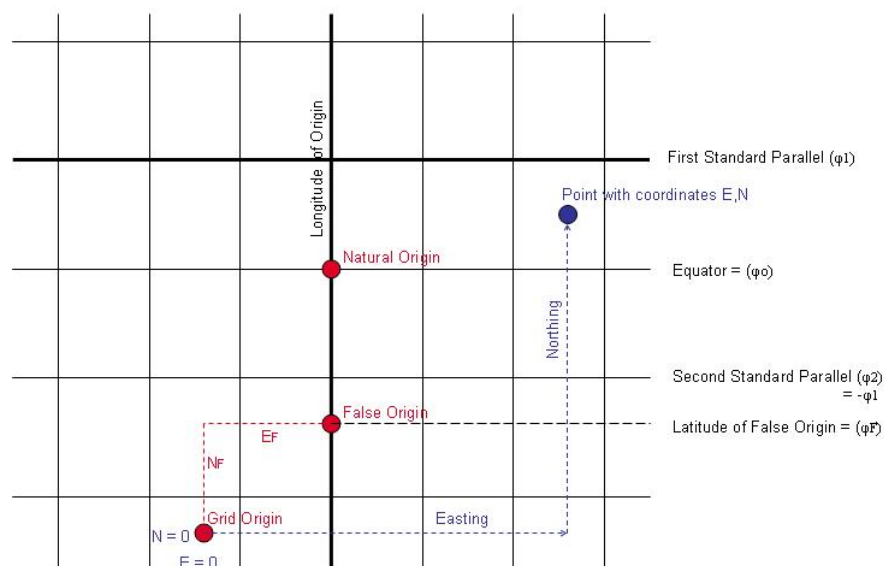 Longitude of Origin
First Standard Parallel (φ1)
Point with coordinates E,N
Natural Origin
Equator = (φo)
Northing
Second Standard Parallel (φ2)
= -φ1
False Origin
Latitude of False Origin = (φF)
EF
NF
Grid Origin
Easting
N = 0
E = 0